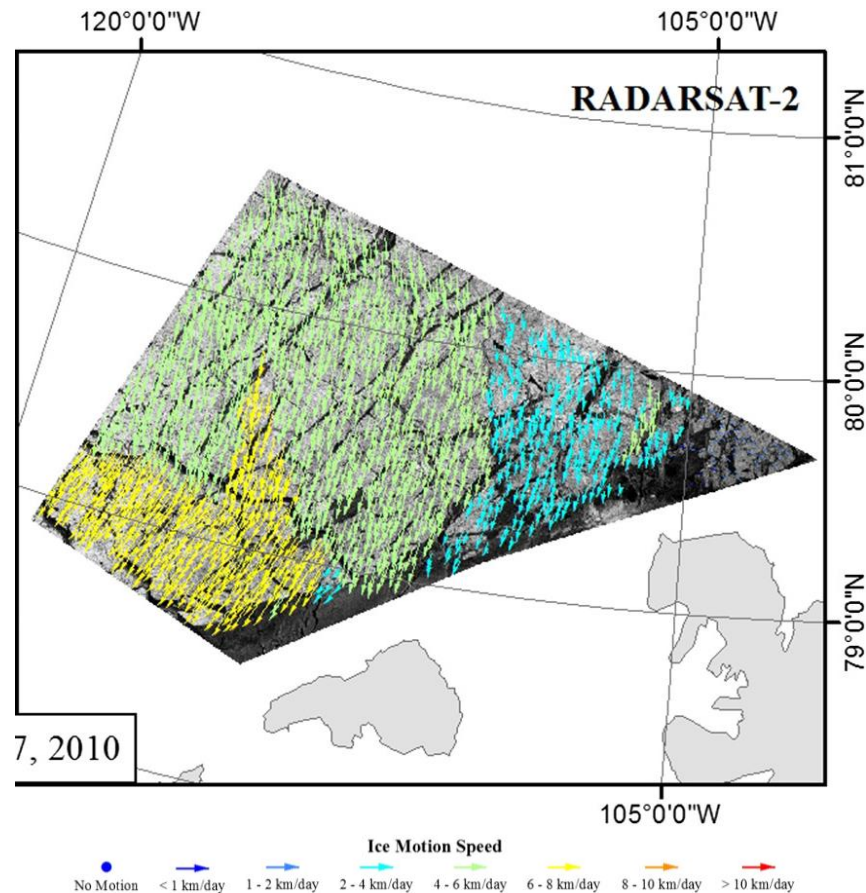 120°0'0"W 105°0'0"W
RADARSAT-2
81°0'0"N
80°0'0"N
79°0'0"N
7, 2010
105°0'0"W
Ice Motion Speed
No Motion < 1 km/day 1 - 2 km/day 2 - 4 km/day 4 - 6 km/day 6 - 8 km/day 8 - 10 km/day > 10 km/day